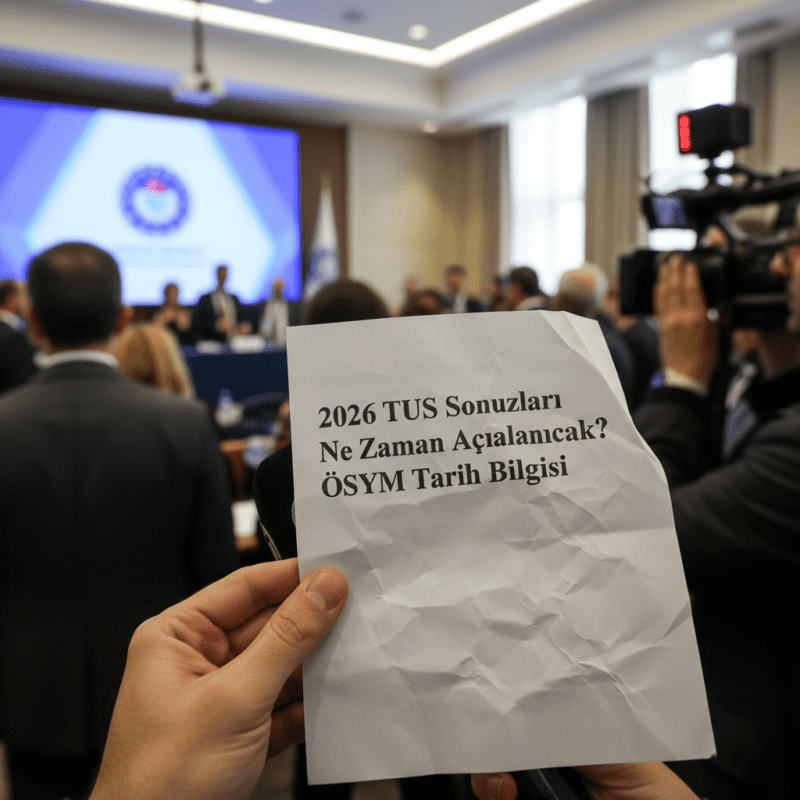 2026 TUS Sonuzları
Ne Zaman Açıalanıcak?
ÖSYM Tarih Bilgisi